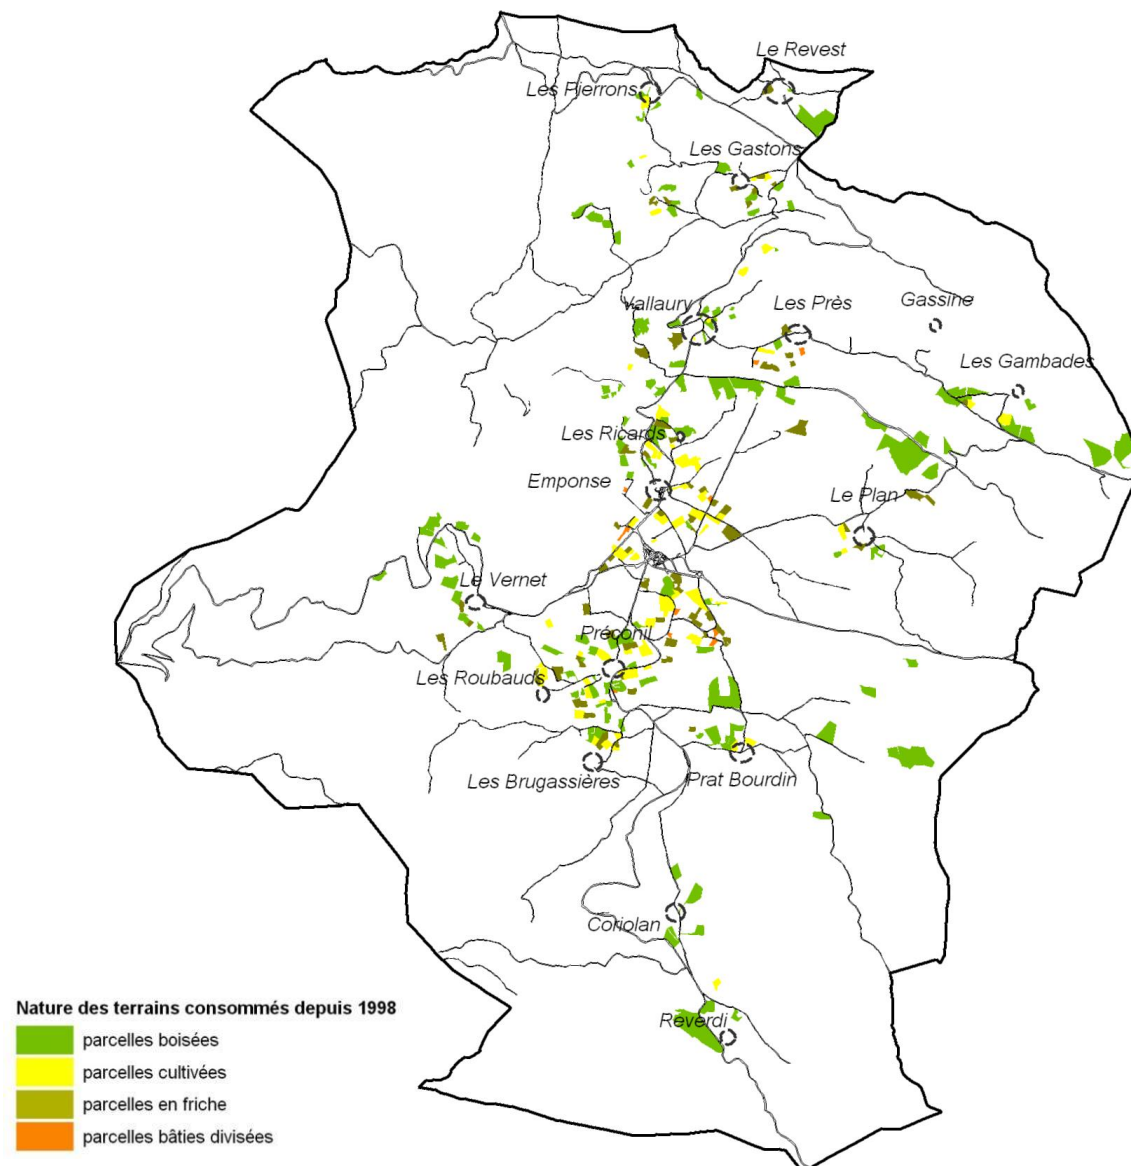 Le Revest
Les Pierrons
Les Gastons
Vallaury
Les Près
Gassine
Les Gambades
Les Ricards
Emponse
Le Plan
Le Vernet
Préconil
Les Roubauds
Les Brugassières
Prat Bourdin
Coriolan
Reverdi
Nature des terrains consommés depuis 1998
parcelles boisées
parcelles cultivées
parcelles en friche
parcelles bâties divisées